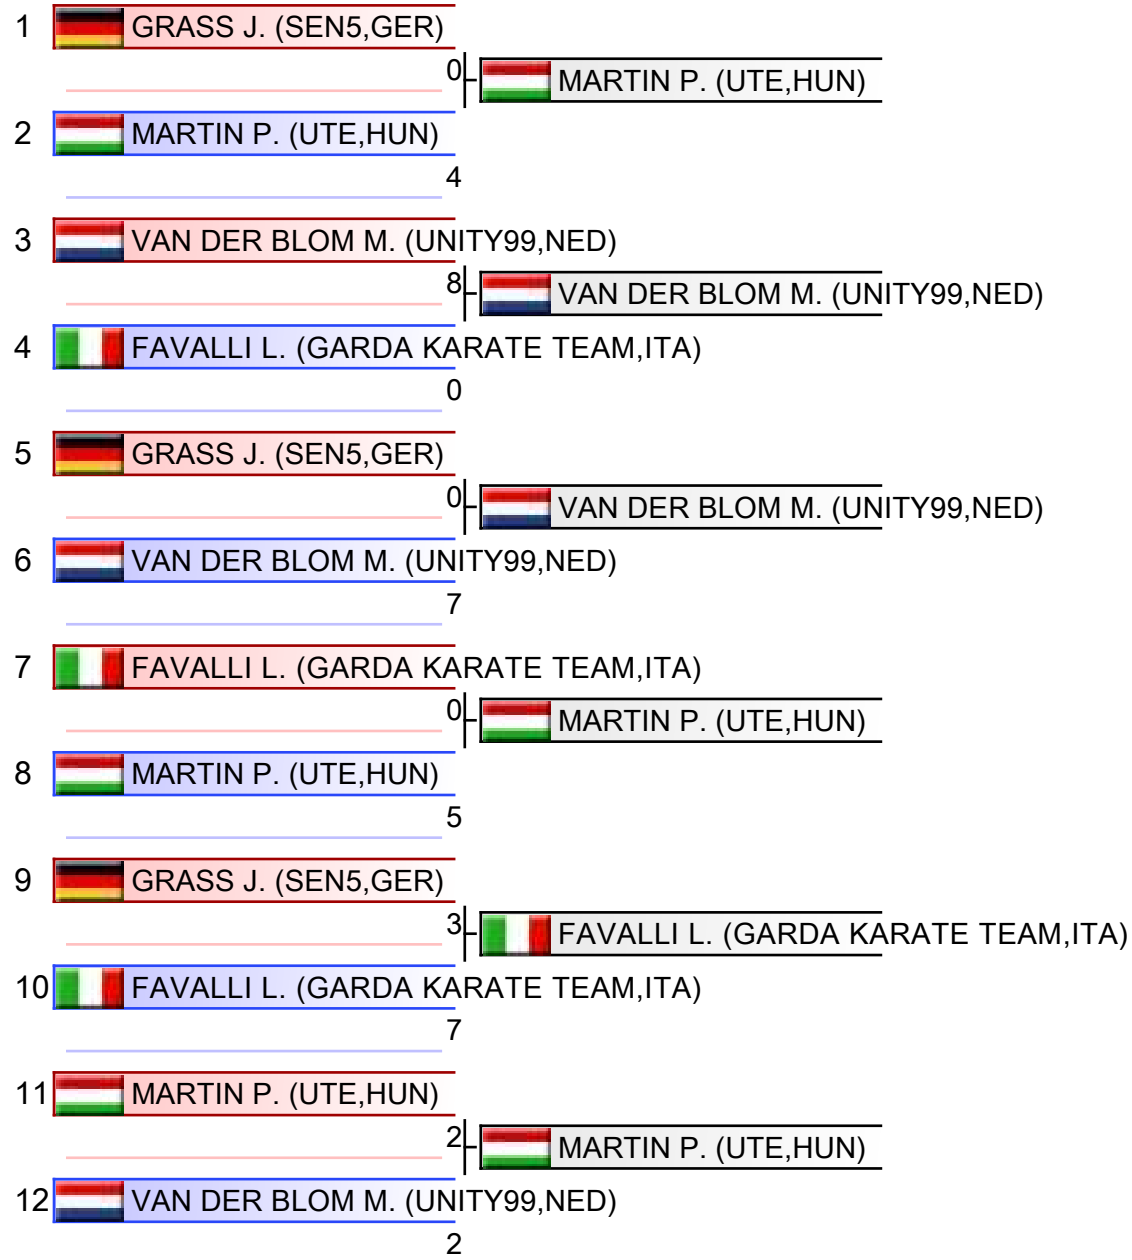 1 GRASS J. (SEN5,GER)
0 MARTIN P. (UTE,HUN)
2 MARTIN P. (UTE,HUN)
4
3 VAN DER BLOM M. (UNITY99,NED)
8 VAN DER BLOM M. (UNITY99,NED)
4 FAVALLI L. (GARDA KARATE TEAM,ITA)
0
5 GRASS J. (SEN5,GER)
0 VAN DER BLOM M. (UNITY99,NED)
6 VAN DER BLOM M. (UNITY99,NED)
7
7 FAVALLI L. (GARDA KARATE TEAM,ITA)
0 MARTIN P. (UTE,HUN)
8 MARTIN P. (UTE,HUN)
5
9 GRASS J. (SEN5,GER)
3 FAVALLI L. (GARDA KARATE TEAM,ITA)
10 FAVALLI L. (GARDA KARATE TEAM,ITA)
7
11 MARTIN P. (UTE,HUN)
2 MARTIN P. (UTE,HUN)
12 VAN DER BLOM M. (UNITY99,NED)
2